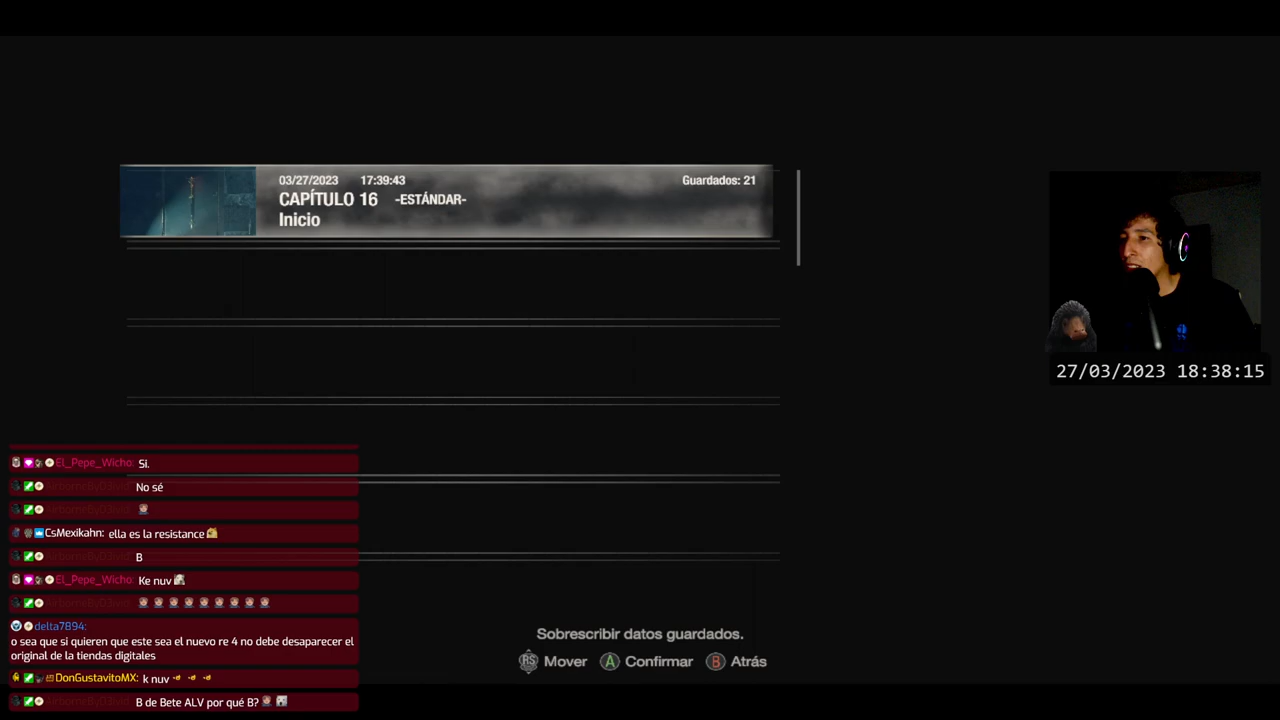 03/27/2023 17:39:43 Guardados: 21
CAPÍTULO 16 -ESTÁNDAR-
Inicio
27/03/2023 18:38:15
El_Pepe_Wicho: Si.
No sé
CsMexikahn: ella es la resistance
B
El_Pepe_Wicho: Ke nuv
delta7894:
o sea que si quieren que este sea el nuevo re 4 no debe desaparecer el
original de la tiendas digitales
DonGustavitoMX: k nuv
B de Bete ALV por qué B?
Sobrescribir datos guardados.
RS Mover A Confirmar B Atrás